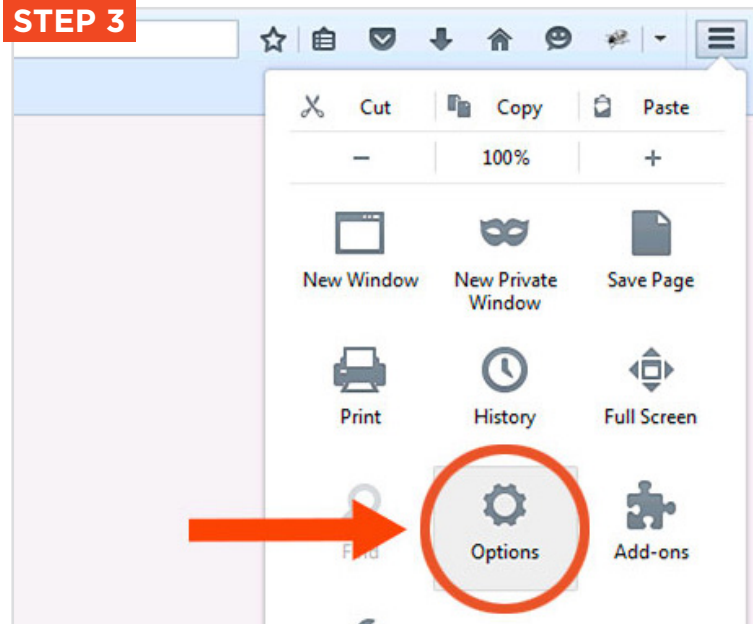 STEP 3
Cut Copy Paste
− 100% +
New Window New Private Window Save Page
Print History Full Screen
Find Options Add-ons